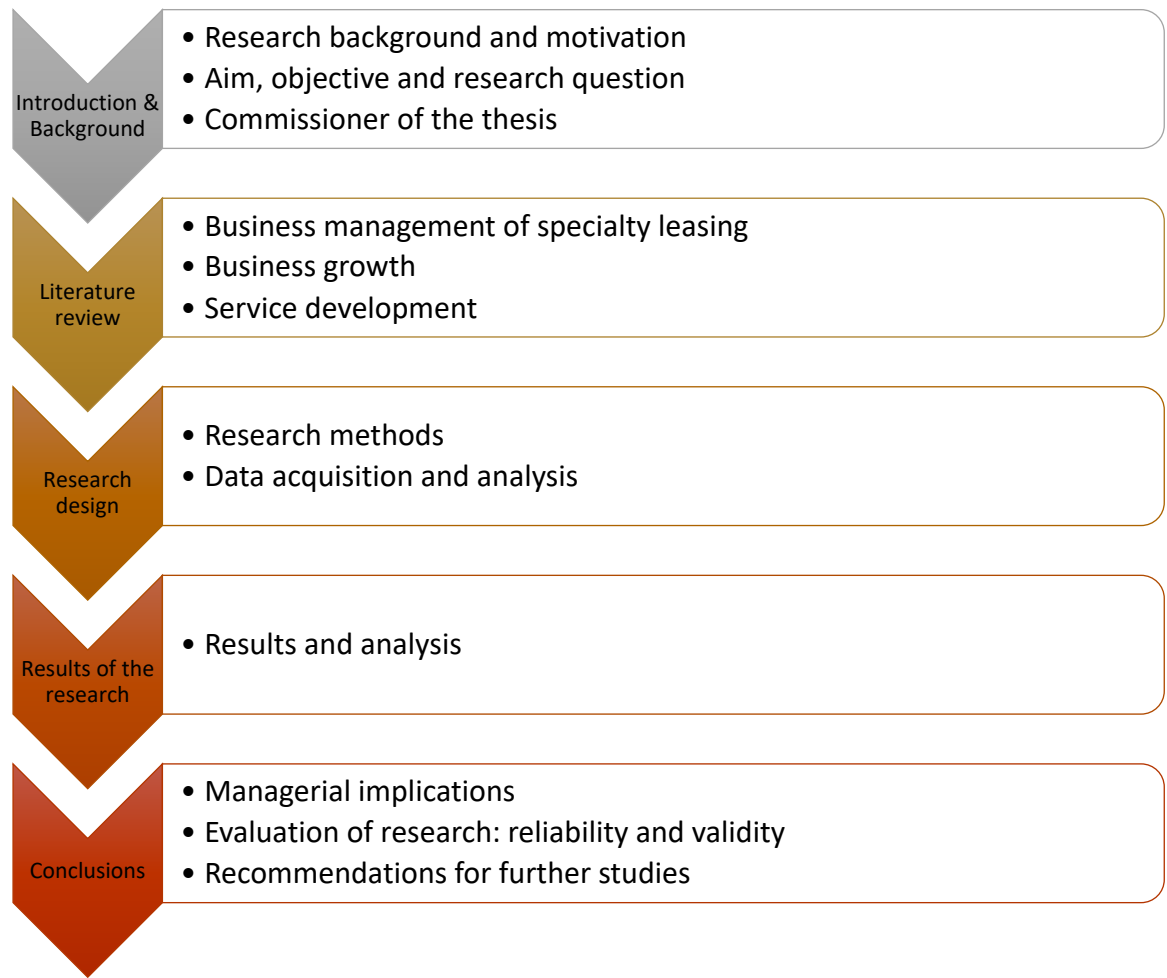 Introduction &
Background
• Research background and motivation
• Aim, objective and research question
• Commissioner of the thesis
Literature
review
• Business management of specialty leasing
• Business growth
• Service development
Research
design
• Research methods
• Data acquisition and analysis
Results of the
research
• Results and analysis
Conclusions
• Managerial implications
• Evaluation of research: reliability and validity
• Recommendations for further studies